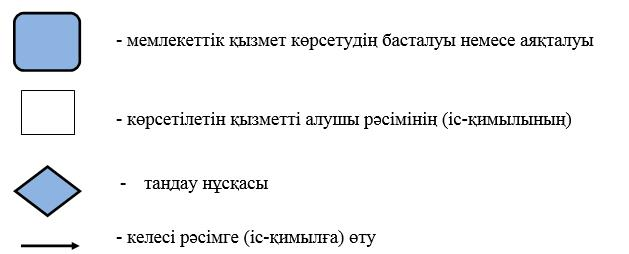 - мемлекеттік қызмет көрсетудің басталуы немесе аяқталуы
- көрсетілетін қызметті алушы рәсімінің (іс-қимылының)
- таңдау нұсқасы
- келесі рәсімге (іс-қимылға) өту